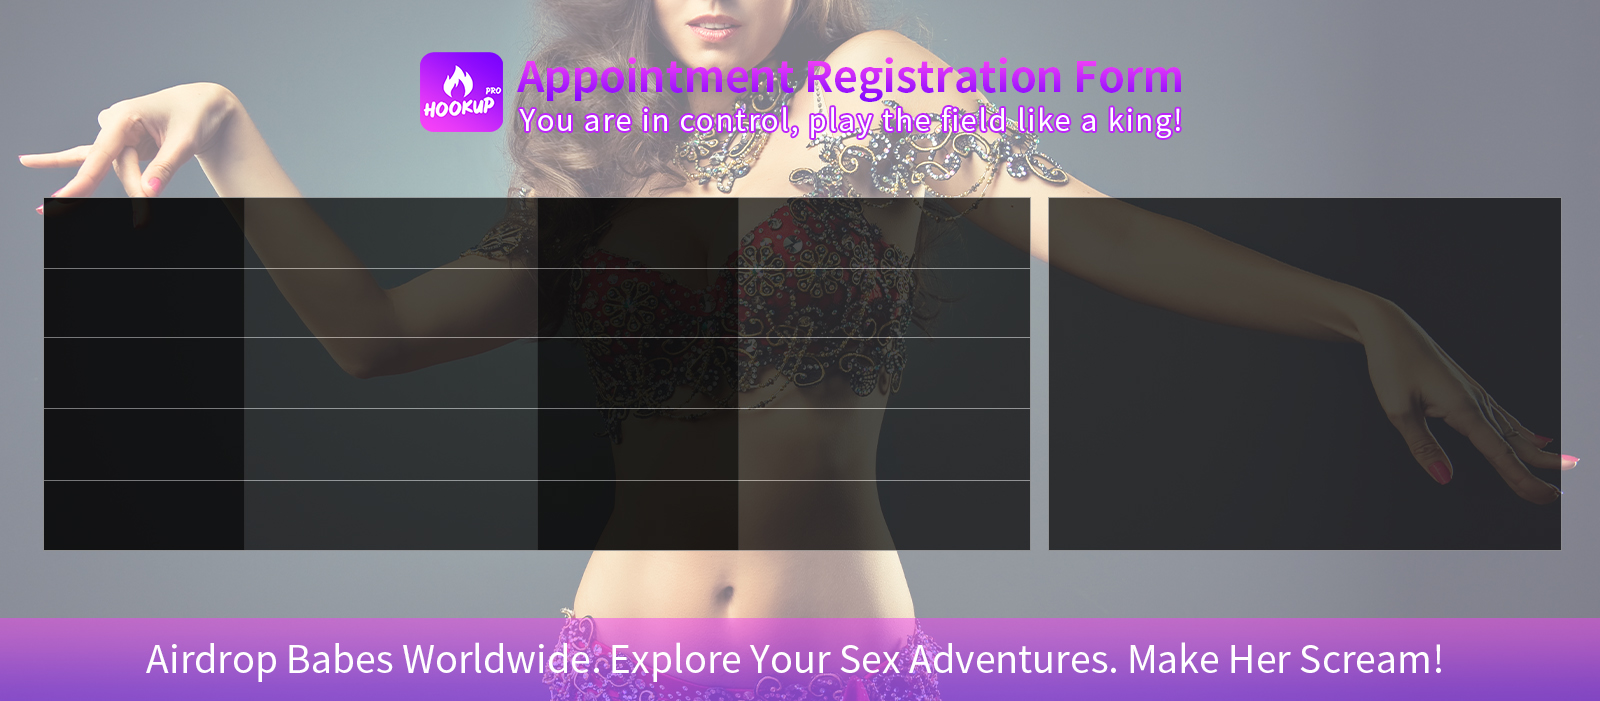 HOOKUP PRO
Appointment Registration Form
You are in control, play the field like a king!
Airdrop Babes Worldwide. Explore Your Sex Adventures. Make Her Scream!